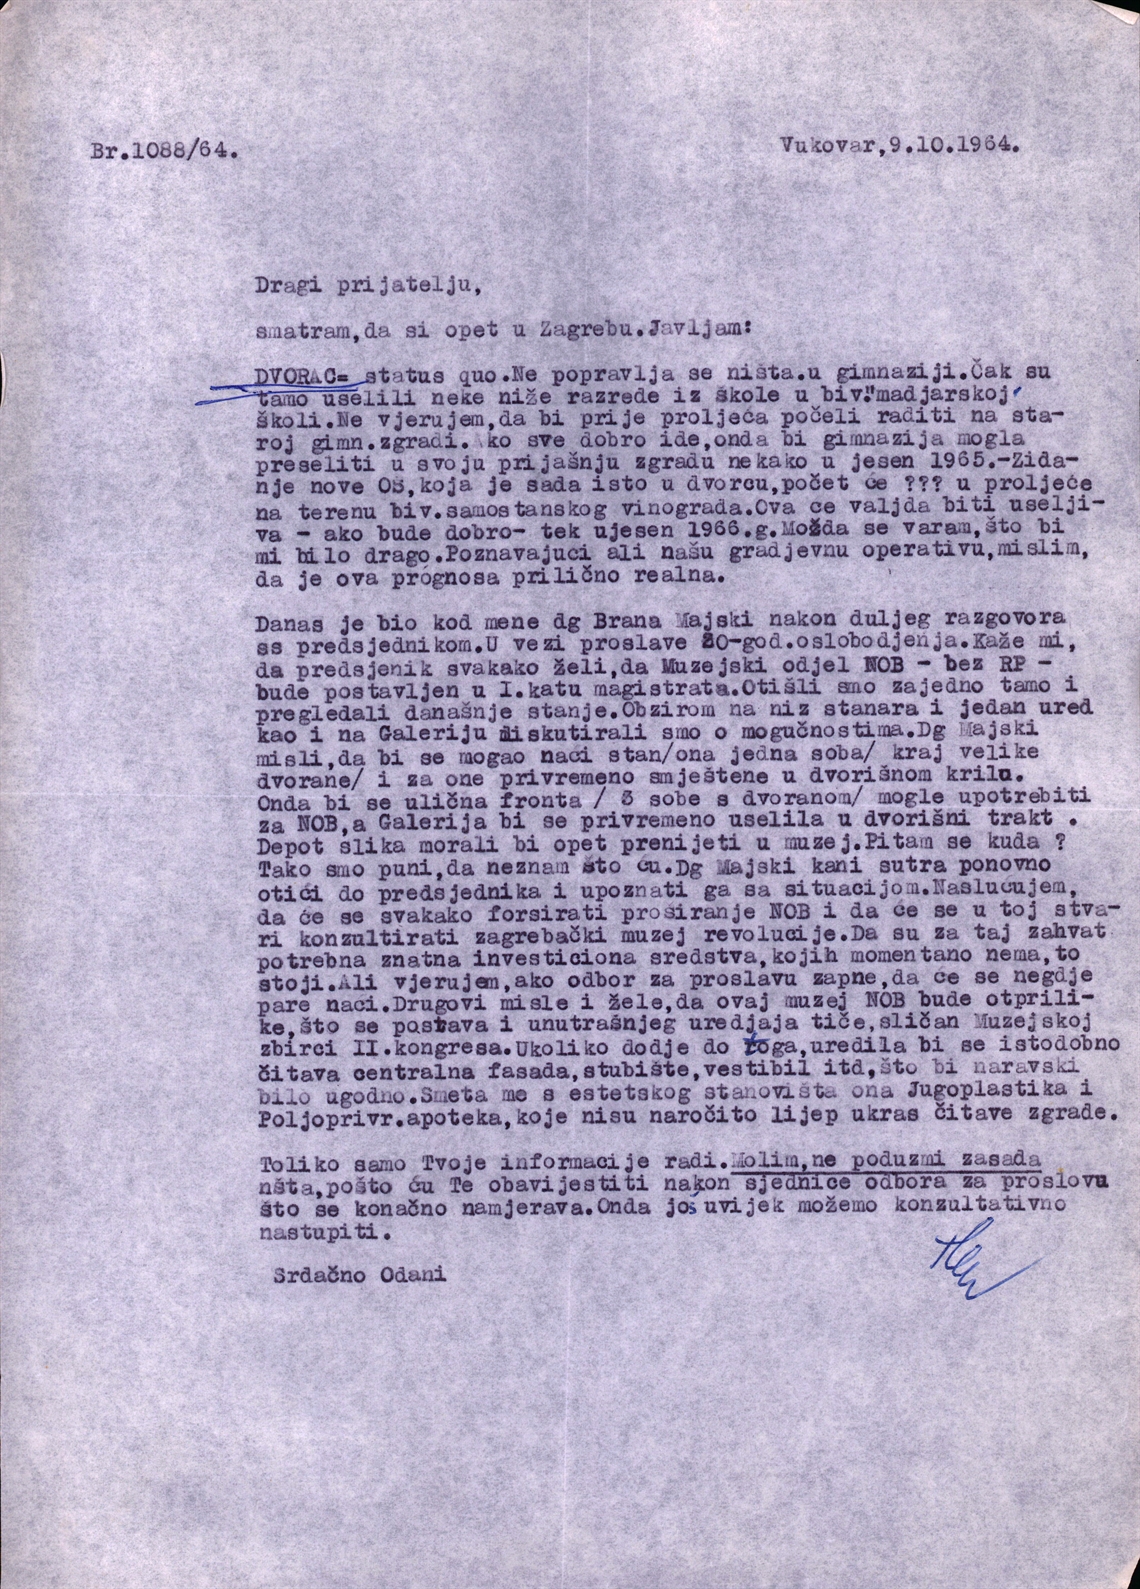 Br.1088/64.
Vukovar,9.10.1964.
Dragi prijatelju,
smatram,da si opet u Zagrebu.Javljam:
DVORAC= status quo.Ne popravlja se ništa.u gimnaziji.Čak su
tamo uselili neke niže razrede iz škole u biv."madjarskoj"
školi.Ne vjerujem,da bi prije proljeća počeli raditi na sta-
roj gimn.zgradi. Ako sve dobro ide,onda bi gimnazija mogla
preseliti u svoju prijašnju zgradu nekako u jesen 1965.-Zida-
nje nove OŠ,koja je sada isto u dvorcu,počet će ??? u proljeće
na terenu biv.samostanskog vinograda.Ova ce valjda biti uselji-
va - ako bude dobro- tek ujesen 1966.g.Možda se varam,što bi
mi bilo drago.Poznavajuci ali našu gradjevnu operativu,mislim,
da je ova prógnosa prilično realna.
Danas je bio kod mene dg Brana Majski nakon duljeg razgovora
ss predsjednikom.U vezi proslave 20-god.oslobodjenja.Kaže mi,
da predsjenik svakako želi,da Muzejski odjel NOB - bez RP -
bude postavljen u I.katu magistrata.Otišli smo zajedno tamo i
pregledali današnje stanje.Obzirom na niz stanara i jedan ured
kao i na Galeriju diskutirali smo o mogučnostima.Dg Majski
misli,da bi se mogao naci stan/ona jedna soba/ kraj velike
dvorane/ i za one privremeno smještene u dvorišnom krilu.
Onda bi se ulična fronta / 3 sobe s dvoranom/ mogle upotrebiti
za NOB,a Galerija bi se privremeno uselila u dvorišni trakt .
Depot slika morali bi opet prenijeti u muzej.Pitam se kuda ?
Tako smo puni,da neznam što ću.Dg Majski kani sutra ponovno
otići do predsjednika i upoznati ga sa situacijom.Naslućujem,
da će se svakako forsirati prosiranje NOB i da će se u toj stva-
ri konzultirati zagrebački muzej revolucije.Da su za taj zahvat
potrebna znatna investiciona sredstva,kojih momentano nema,to
stoji.Ali vjerujem,ako odbor za proslavu zapne,da će se negdje
pare naci.Drugovi misle i žele,da ovaj muzej NOB bude otprili-
ke,što se postava i unutrašnjeg uredjaja tiče,sličan Muzejskoj
zbirci II.kongresa.Ukoliko dodje do toga,uredila bi se istodobno
čitava centralna fasada,stubište,vestibil itd,što bi naravski
bilo ugodno.Smeta me s estetskog stanovišta ona Jugoplastika i
Poljoprivr.apoteka,koje nisu naročito lijep ukras čitave zgrade.
Toliko samo Tvoje informacije radi.Molim,ne poduzmi zasada
nšta,pošto ću Te obavijestiti nakon sjednice odbora za proslovu
što se konačno namjerava.Onda još uvijek možemo konzultativno
nastupiti.
Srdačno Odani